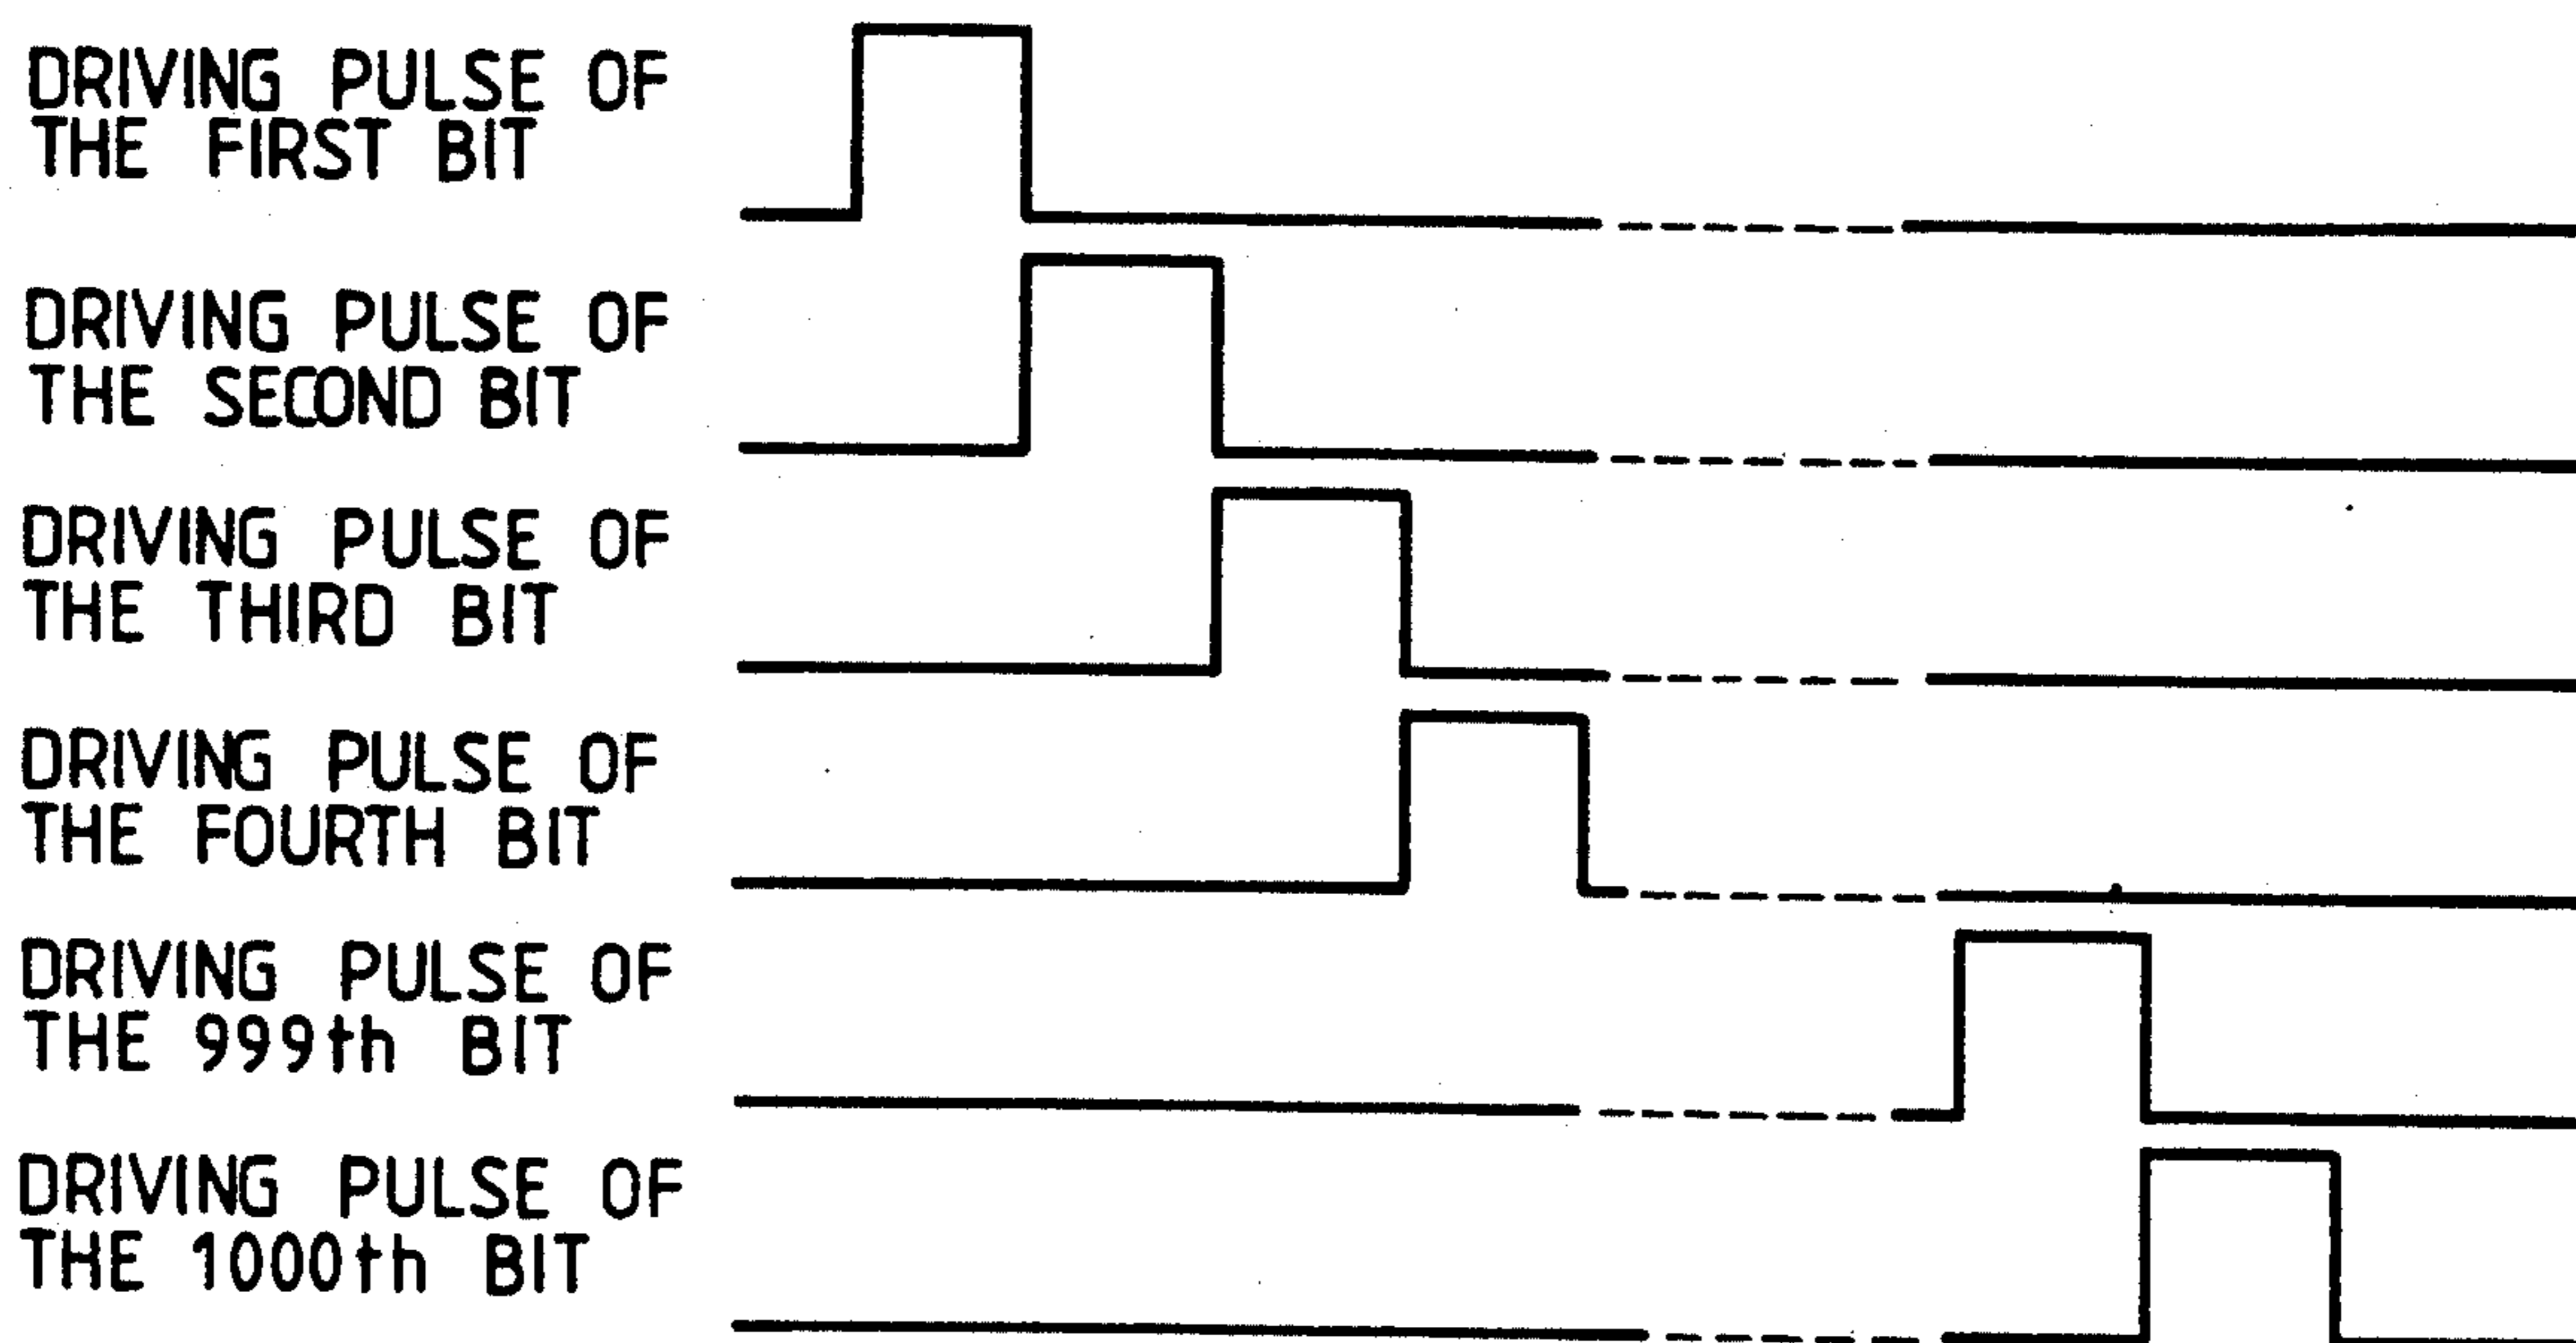 DRIVING PULSE OF
THE FIRST BIT
DRIVING PULSE OF
THE SECOND BIT
DRIVING PULSE OF
THE THIRD BIT
DRIVING PULSE OF
THE FOURTH BIT
DRIVING PULSE OF
THE 999th BIT
DRIVING PULSE OF
THE 1000th BIT